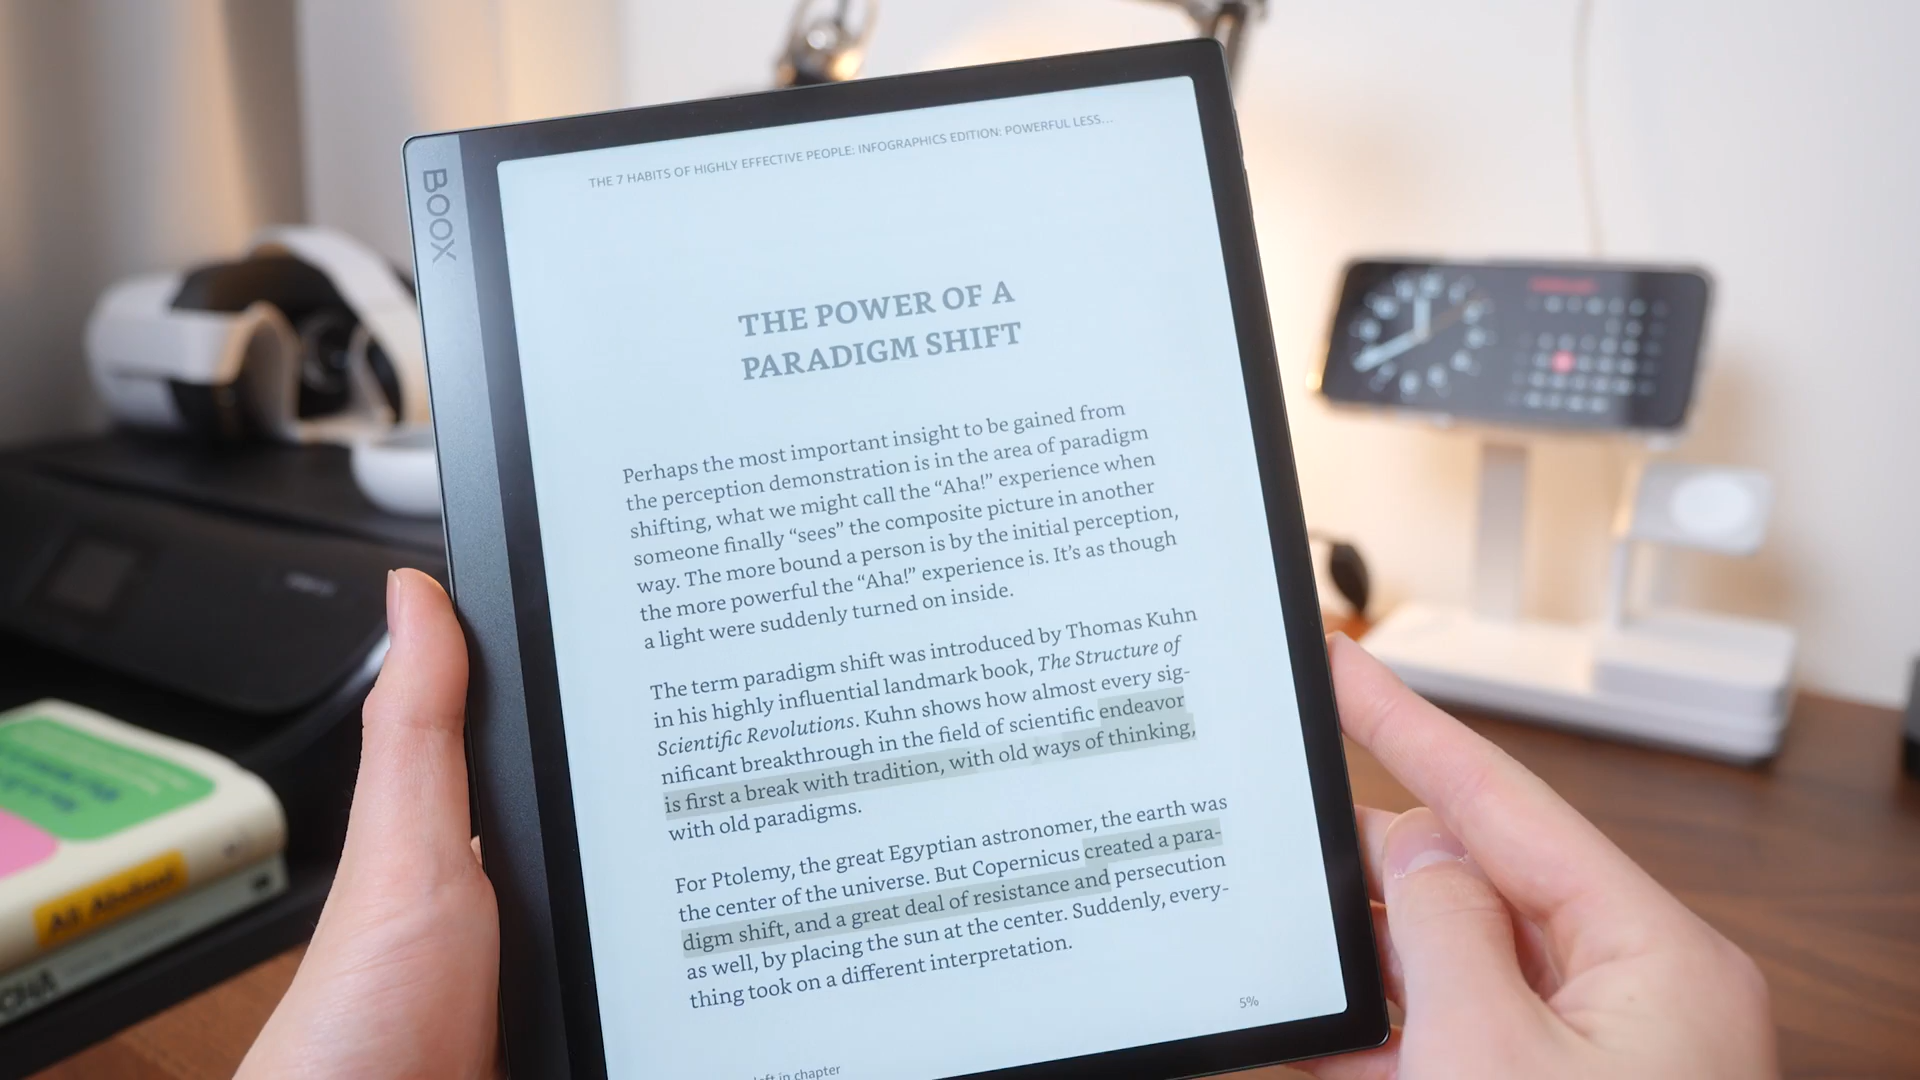 BOOX
THE 7 HABITS OF HIGHLY EFFECTIVE PEOPLE: INFOGRAPHICS EDITION: POWERFUL LESS...
THE POWER OF A
PARADIGM SHIFT
Perhaps the most important insight to be gained from
the perception demonstration is in the area of paradigm
shifting, what we might call the “Aha!” experience when
someone finally “sees” the composite picture in another
way. The more bound a person is by the initial perception,
the more powerful the “Aha!” experience is. It’s as though
a light were suddenly turned on inside.
The term paradigm shift was introduced by Thomas Kuhn
in his highly influential landmark book, The Structure of
Scientific Revolutions. Kuhn shows how almost every sig-
nificant breakthrough in the field of scientific endeavor
is first a break with tradition, with old ways of thinking,
with old paradigms.
For Ptolemy, the great Egyptian astronomer, the earth was
the center of the universe. But Copernicus created a para-
digm shift, and a great deal of resistance and persecution
as well, by placing the sun at the center. Suddenly, every-
thing took on a different interpretation.
5%
in chapter
Ali Abdaal